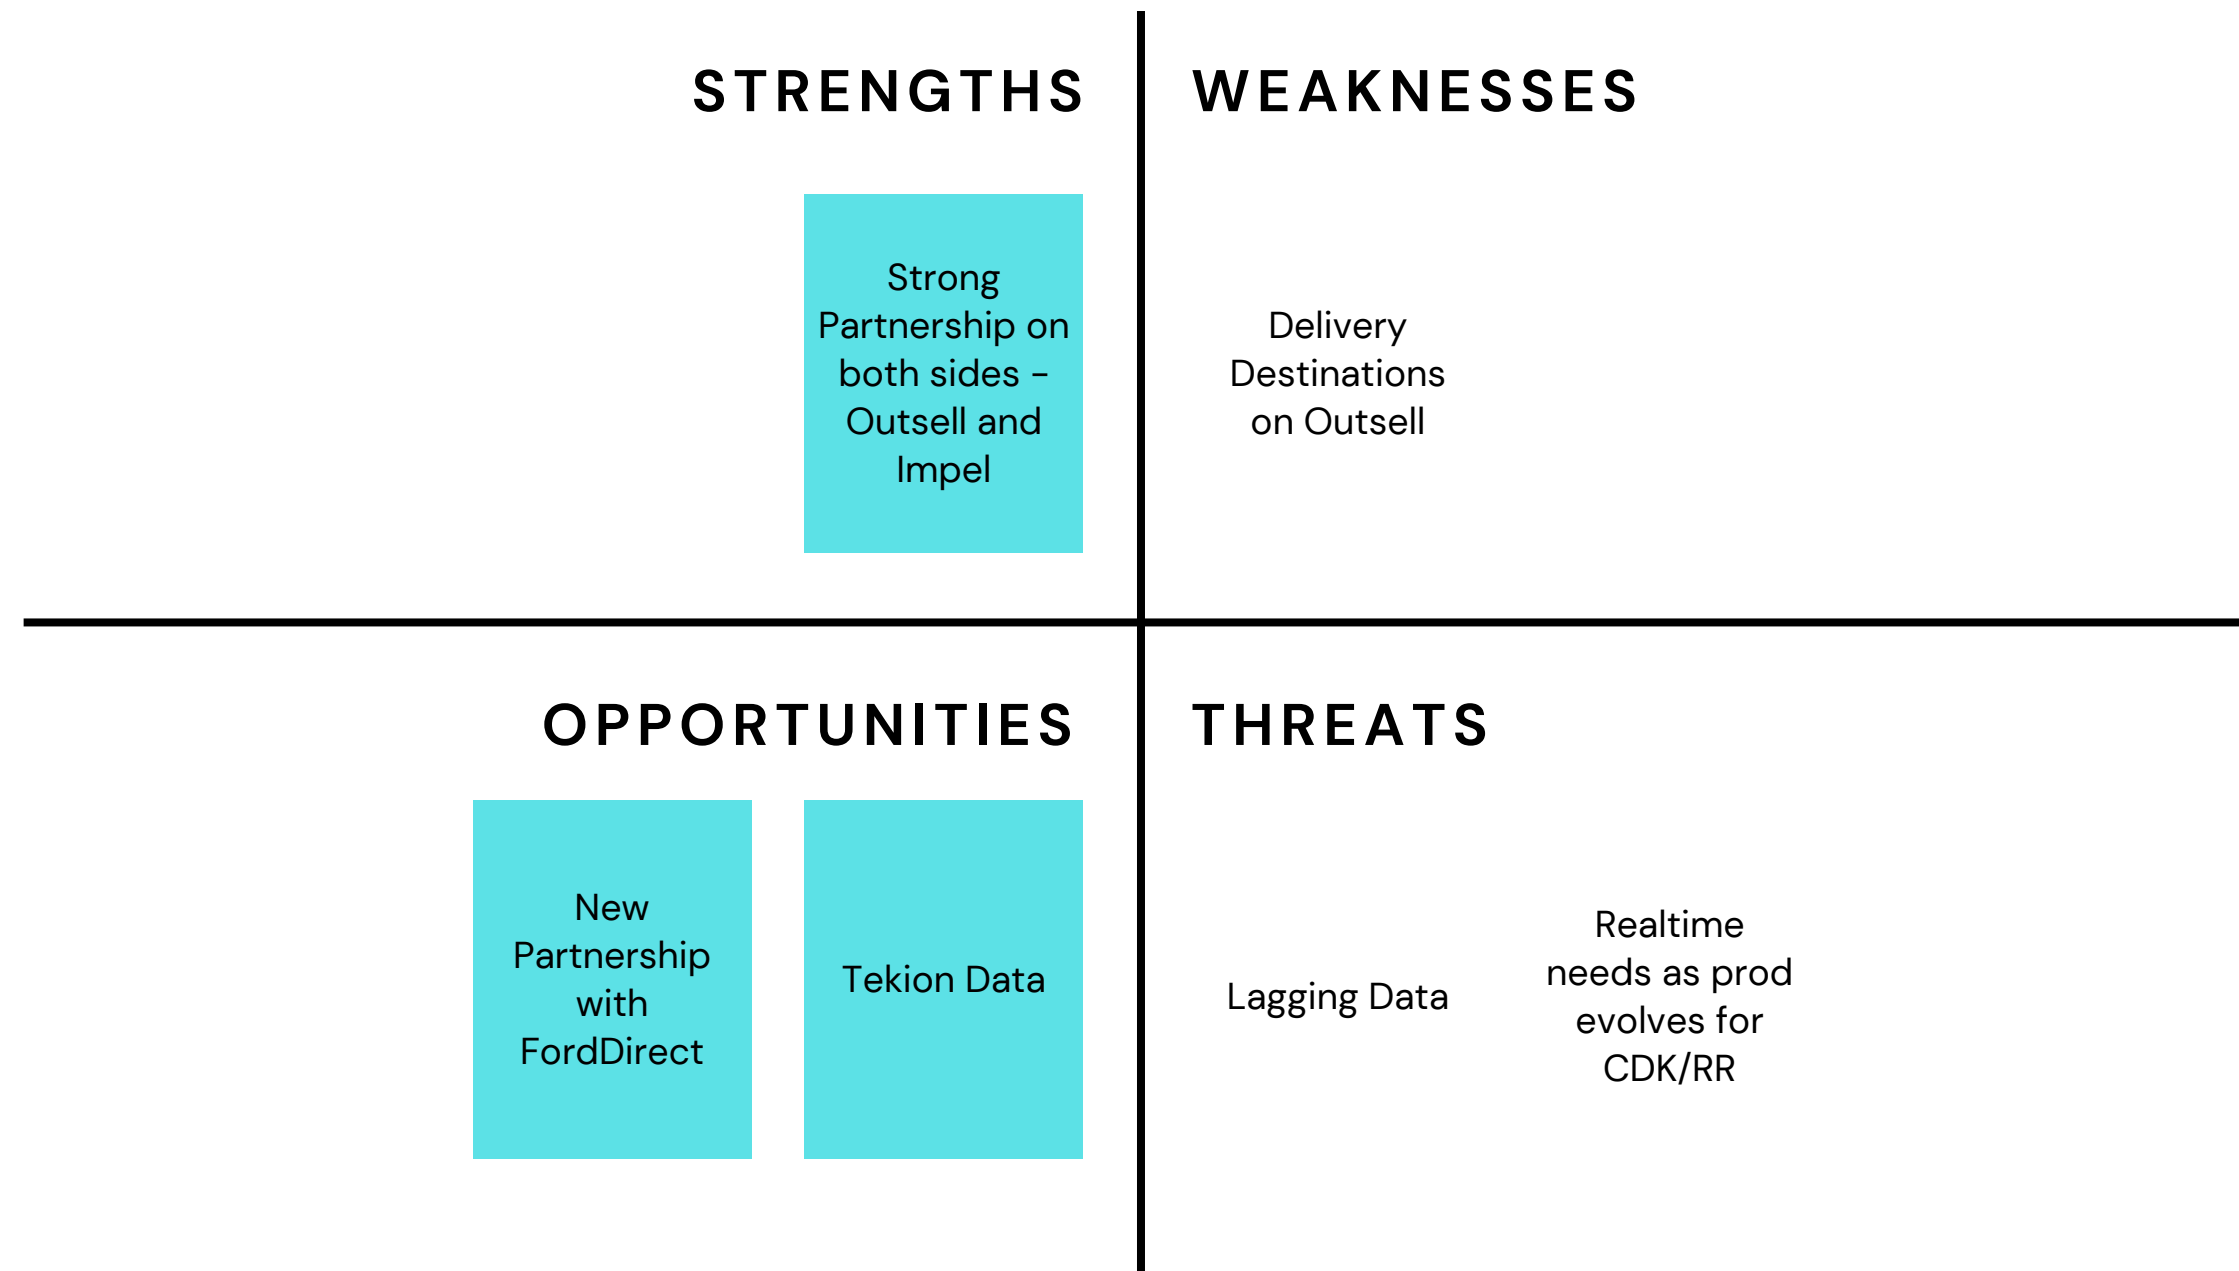 STRENGTHS
Strong
Partnership on
both sides -
Outsell and
Impel
WEAKNESSES
Delivery
Destinations
on Outsell
OPPORTUNITIES
New
Partnership
with
FordDirect
Tekion Data
THREATS
Lagging Data
Realtime
needs as prod
evolves for
CDK/RR